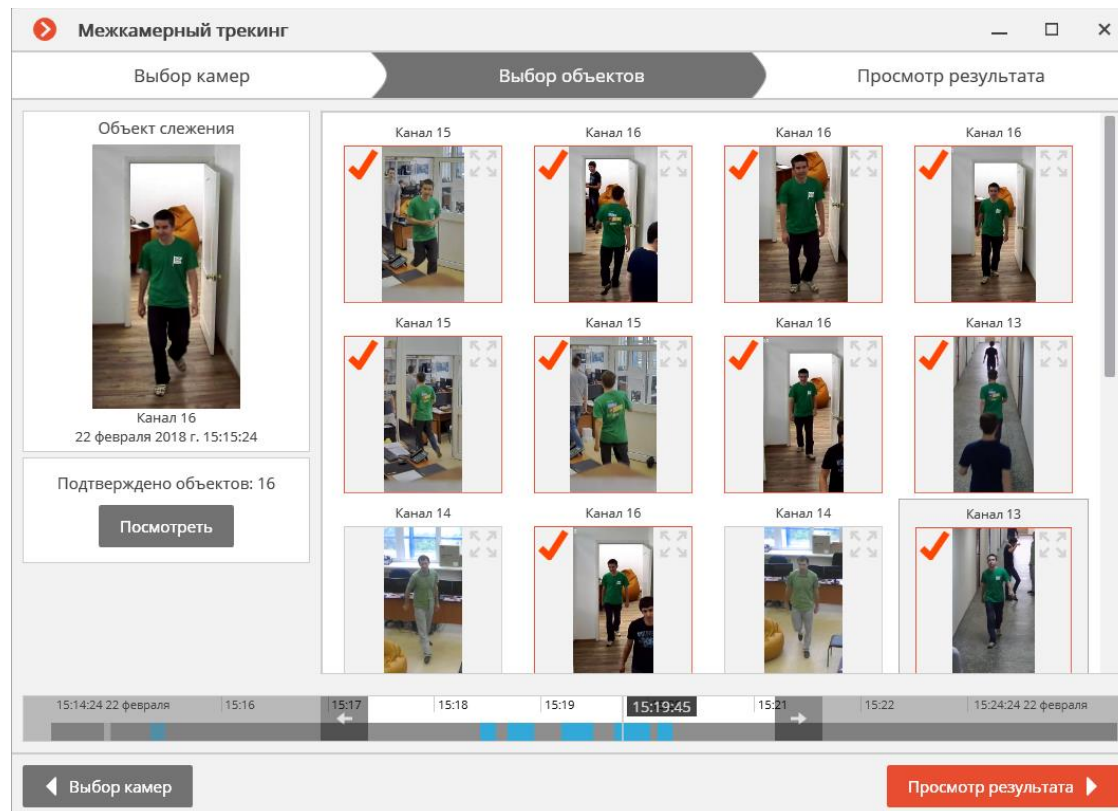 Межкамерный трекинг
Выбор камер
Выбор объектов
Просмотр результата
Объект слежения
Канал 16
22 февраля 2018 г. 15:15:24
Подтверждено объектов: 16
Посмотреть
Канал 15 Канал 16 Канал 16 Канал 16
Канал 15 Канал 15 Канал 16 Канал 13
Канал 14 Канал 16 Канал 14 Канал 13
15:14:24 22 февраля 15:16 15:17 15:18 15:19 15:19:45 15:21 15:22 15:24:24 22 февраля
Выбор камер
Просмотр результата